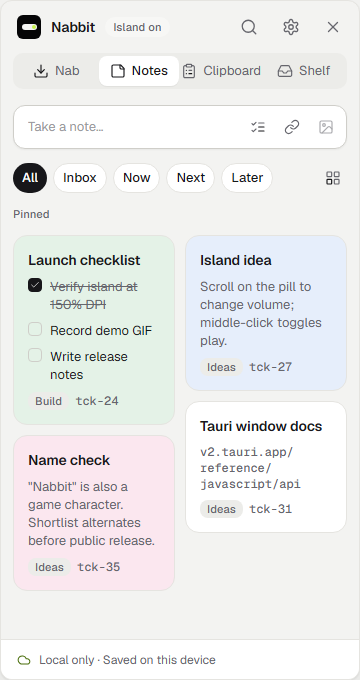 Nabbit
Island on
Nab
Notes
Clipboard
Shelf
Take a note...
All
Inbox
Now
Next
Later
Pinned
Launch checklist
Verify island at
150% DPI
Record demo GIF
Write release
notes
Build
tck-24
Name check
"Nabbit" is also a
game character.
Shortlist alternates
before public release.
Ideas
tck-35
Island idea
Scroll on the pill to
change volume;
middle-click toggles
play.
Ideas
tck-27
Tauri window docs
v2.tauri.app/
reference/
javascript/api
Ideas
tck-31
Local only · Saved on this device